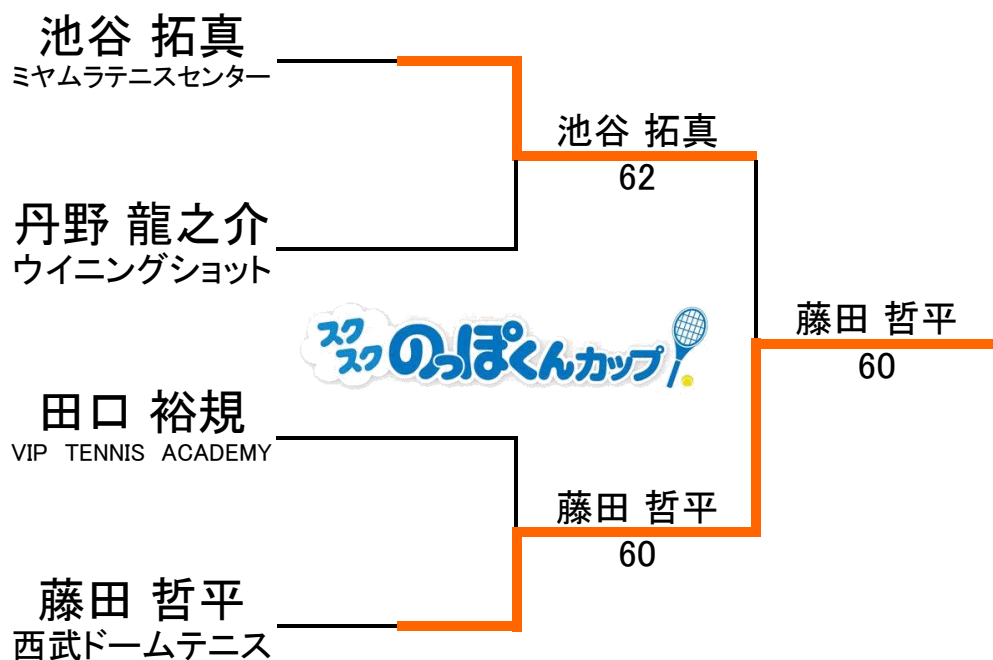 池谷 拓真
ミヤムラテニスセンター
池谷 拓真
62
丹野 龍之介
ウイニングショット
スクスクのっぽくんカップ
藤田 哲平
60
田口 裕規
VIP TENNIS ACADEMY
藤田 哲平
60
藤田 哲平
西武ドームテニス